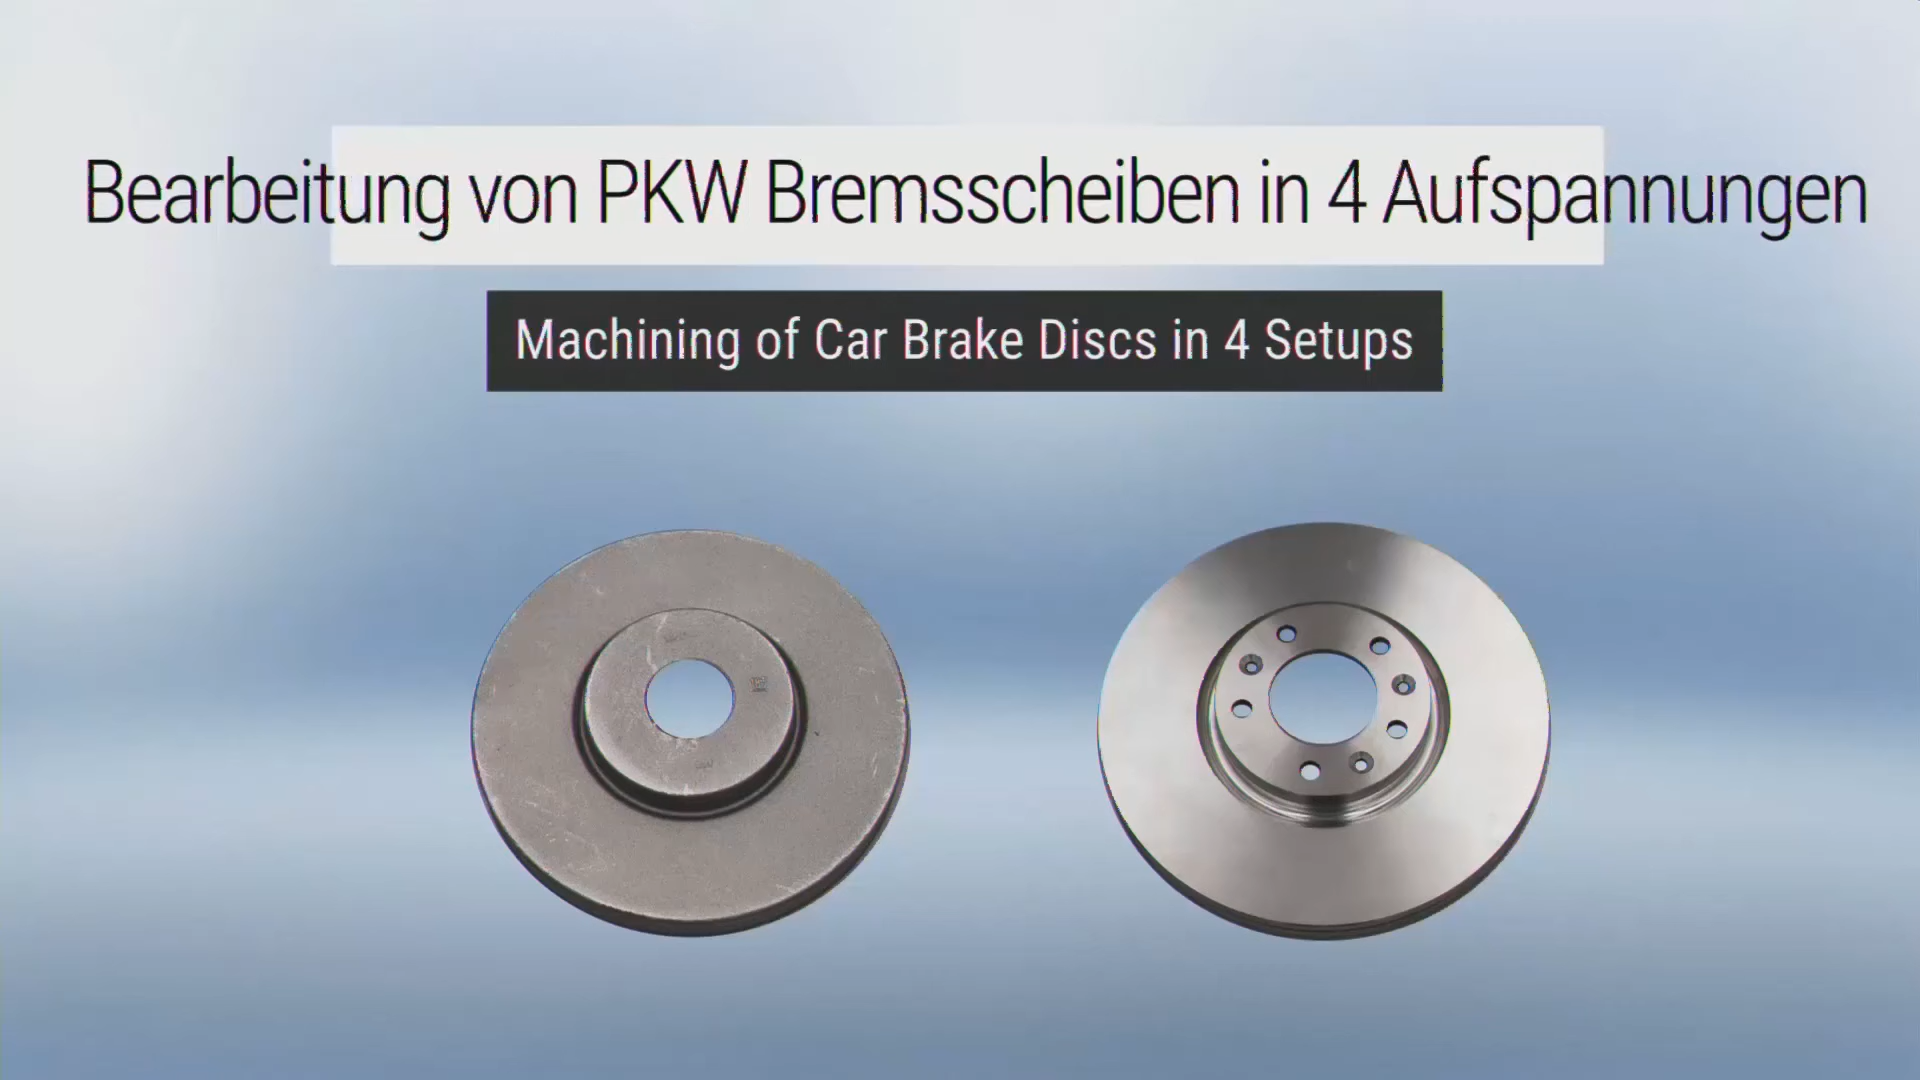 Bearbeitung von PKW Bremsscheiben in 4 Aufspannungen
Machining of Car Brake Discs in 4 Setups